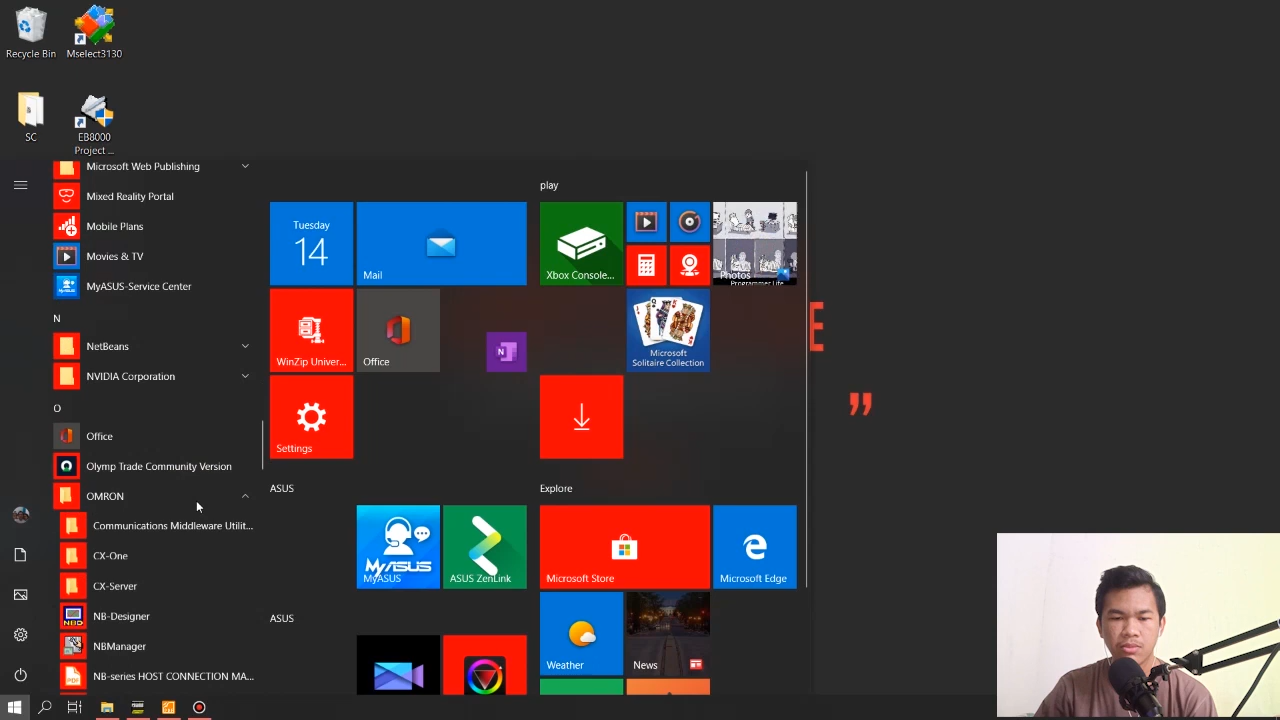 Recycle Bin
Mselect3130
SC
EB8000
Project ...
Microsoft Web Publishing
Mixed Reality Portal
Mobile Plans
Movies & TV
MyASUS-Service Center
N
NetBeans
NVIDIA Corporation
O
Office
Olymp Trade Community Version
OMRON
Communications Middleware Utilit...
CX-One
CX-Server
NB-Designer
NBManager
NB-series HOST CONNECTION MA...
Tuesday
14
Mail
WinZip Univer...
Office
Settings
ASUS
MyASUS
MyASUS
ASUS ZenLink
ASUS
play
Xbox Console...
Photos
Programmer Life
Microsoft
Solitaire Collection
Explore
Microsoft Store
Microsoft Edge
Weather
News
E
”